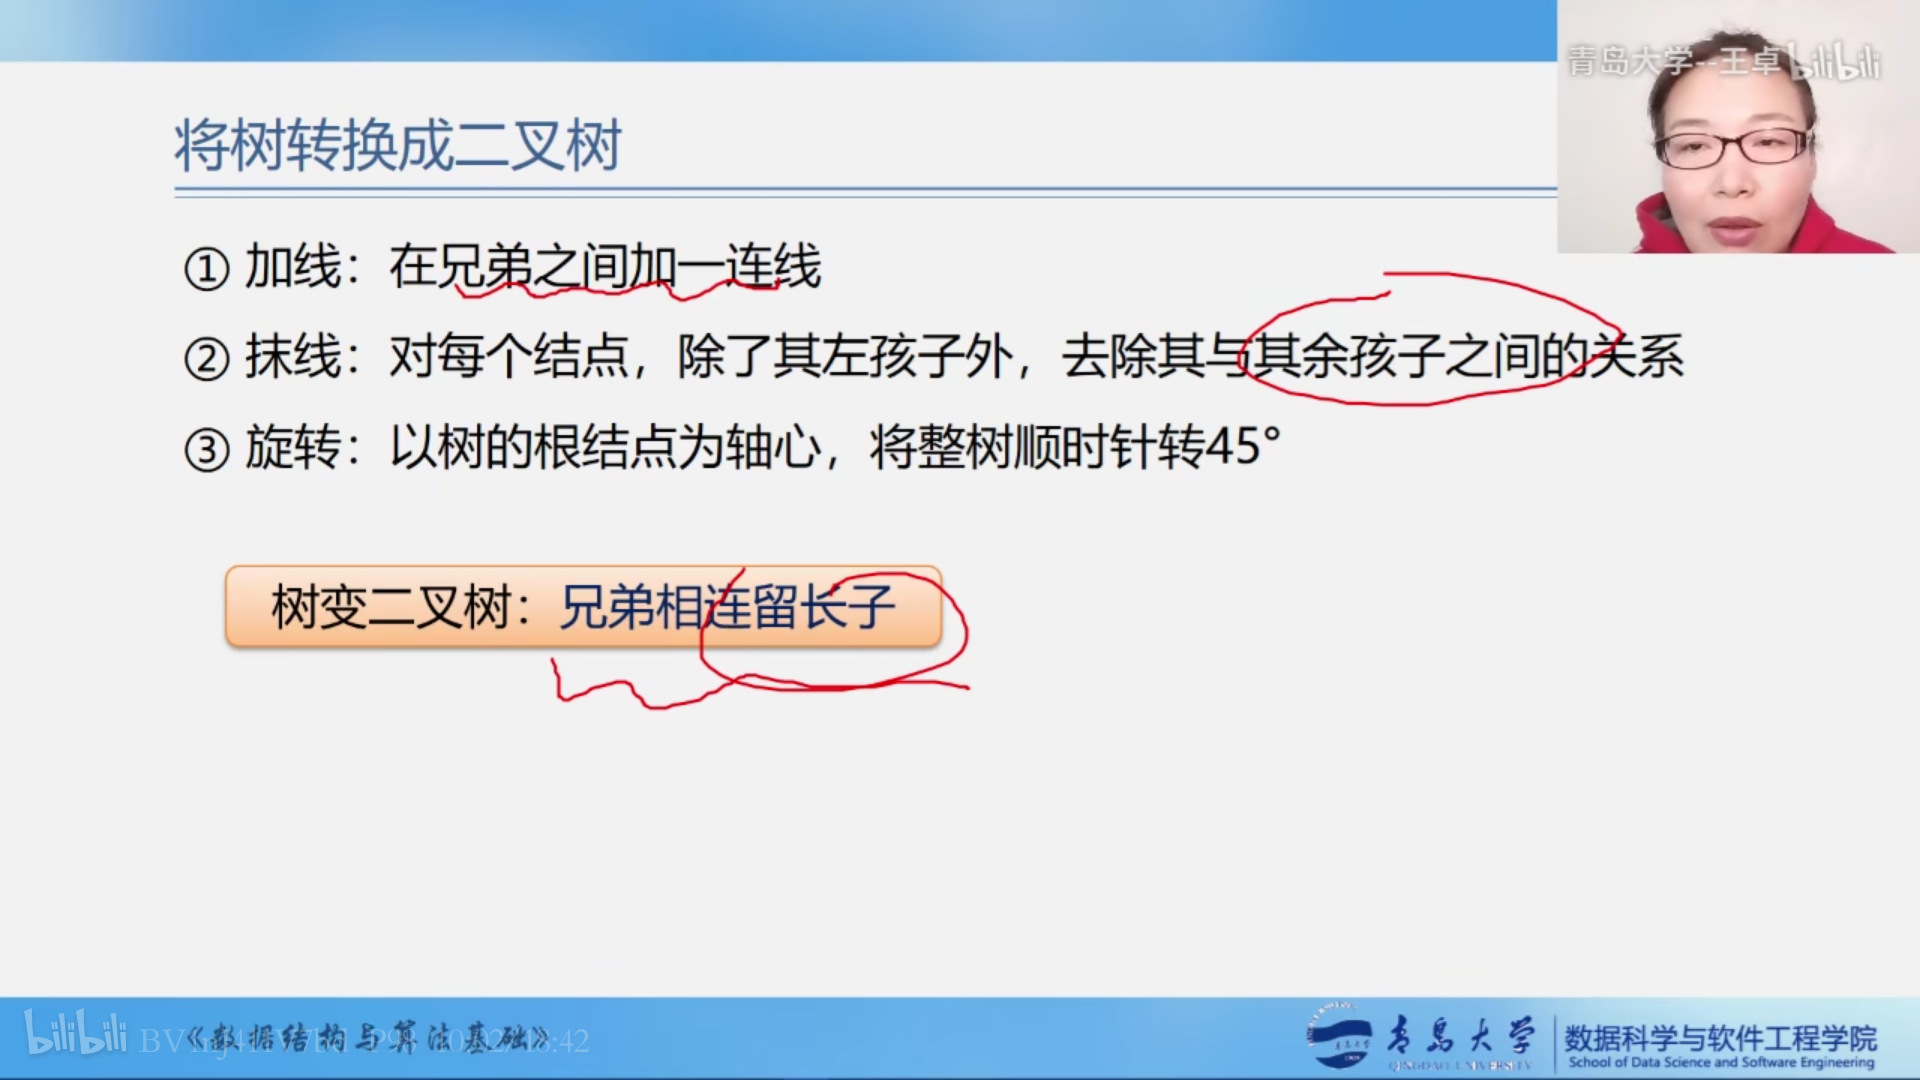 青岛大学--王卓 bilibili
将树转换成二叉树
① 加线：在兄弟之间加一连线
② 抹线：对每个结点，除了其左孩子外，去除其与其余孩子之间的关系
③ 旋转：以树的根结点为轴心，将整树顺时针转45°
树变二叉树：兄弟相连留长子
bilibili
《数据结构与算法基础》
青岛大学
QINGDAO UNIVERSITY
数据科学与软件工程学院
School of Data Science and Software Engineering